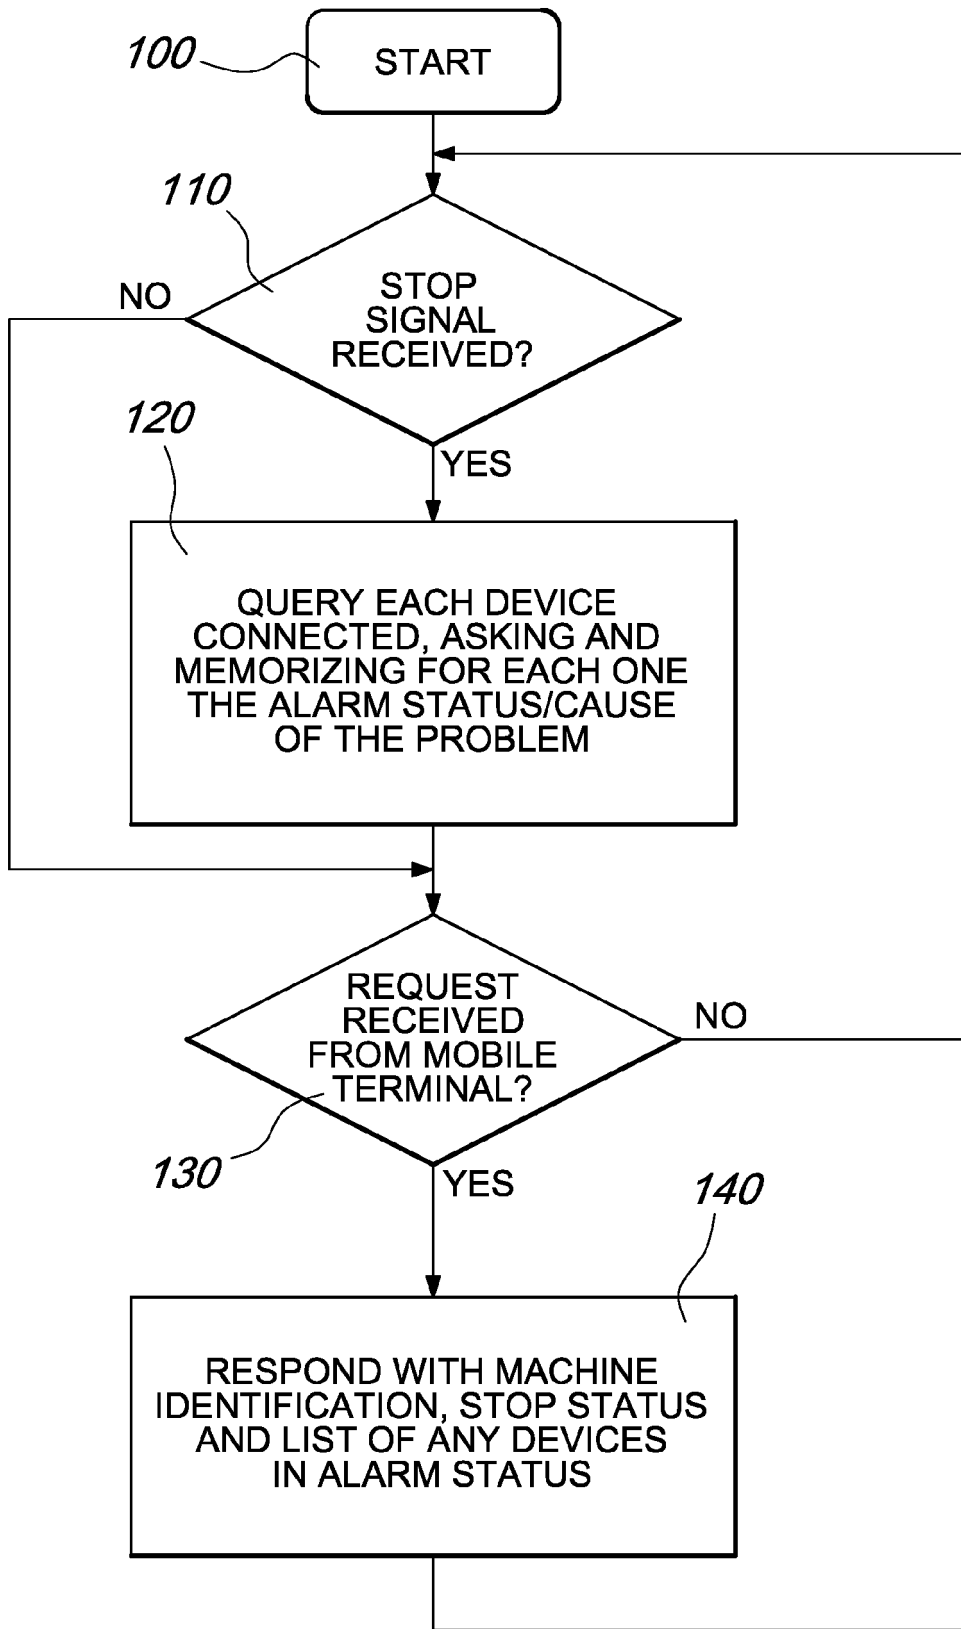 100
START
110
NO
STOP
SIGNAL
RECEIVED?
120
YES
QUERY EACH DEVICE
CONNECTED, ASKING AND
MEMORIZING FOR EACH ONE
THE ALARM STATUS/CAUSE
OF THE PROBLEM
REQUEST
RECEIVED
FROM MOBILE
TERMINAL?
NO
130
YES
140
RESPOND WITH MACHINE
IDENTIFICATION, STOP STATUS
AND LIST OF ANY DEVICES
IN ALARM STATUS